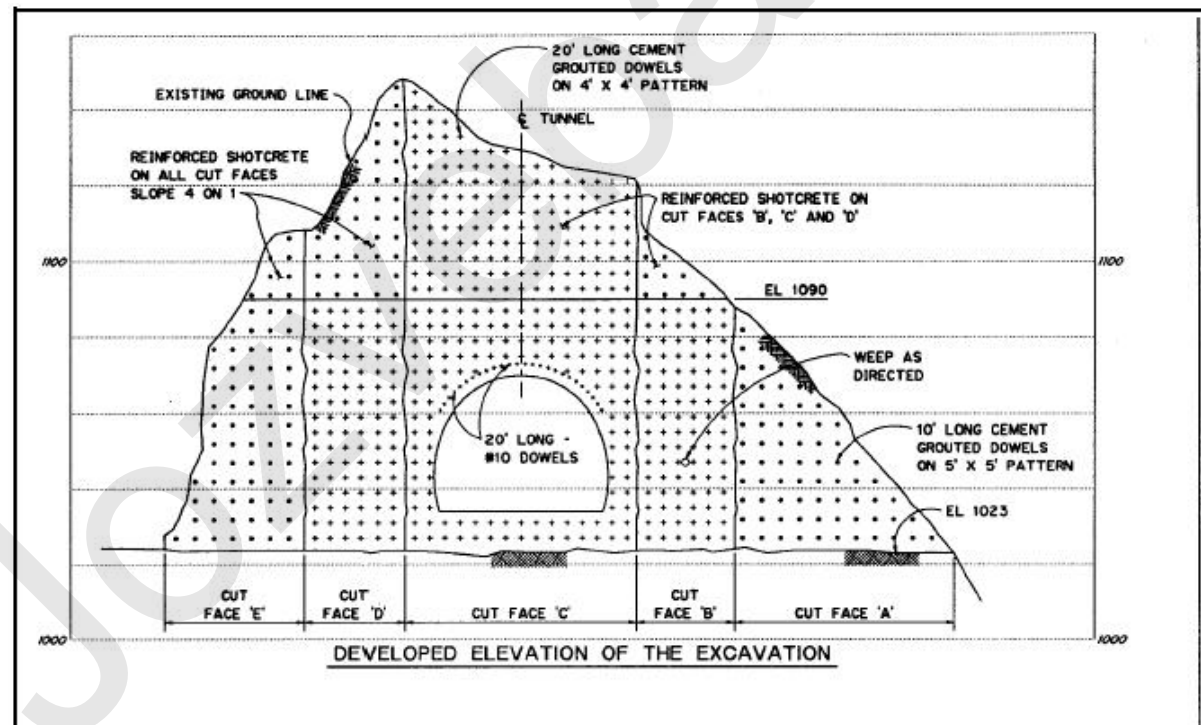 20' LONG CEMENT
GROUTED DOWELS
ON 4' X 4' PATTERN
EXISTING GROUND LINE
℄ TUNNEL
REINFORCED SHOTCRETE
ON ALL CUT FACES
SLOPE 4 ON 1
REINFORCED SHOTCRETE ON
CUT FACES 'B', 'C' AND 'D'
1100
1100
EL 1090
WEEP AS
DIRECTED
20' LONG -
#10 DOWELS
10' LONG CEMENT
GROUTED DOWELS
ON 5' X 5' PATTERN
EL 1023
CUT
FACE 'E'
CUT
FACE 'D'
CUT FACE 'C'
CUT
FACE 'B'
CUT FACE 'A'
1000
1000
DEVELOPED ELEVATION OF THE EXCAVATION